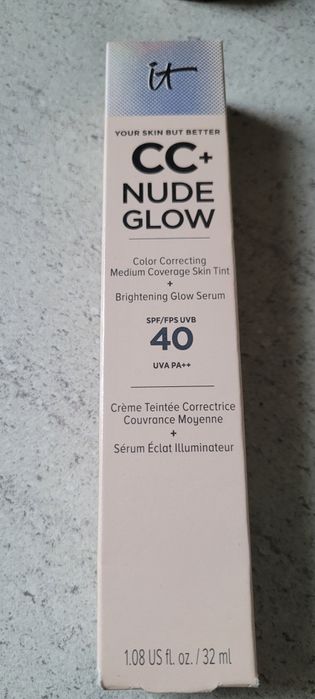 it
YOUR SKIN BUT BETTER
CC+
NUDE
GLOW
Color Correcting
Medium Coverage Skin Tint
+
Brightening Glow Serum
SPF/FPS UVB
40
UVA PA++
Crème Teintée Correctrice
Couvrance Moyenne
+
Sérum Éclat Illuminateur
1.08 US fl. oz. / 32 ml